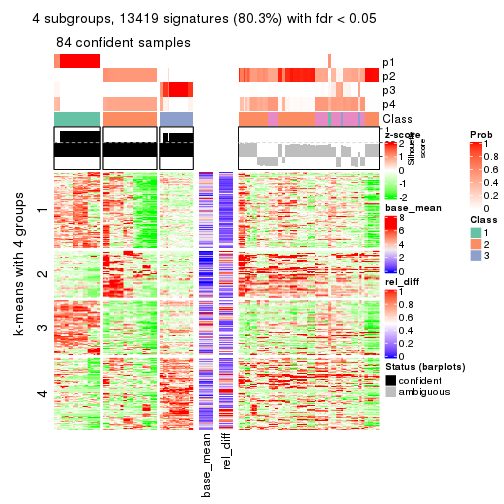 4 subgroups, 13419 signatures (80.3%) with fdr < 0.05
84 confident samples
p1
p2
p3
p4
Class
Silhouette
score
1
k-means with 4 groups
1
2
3
4
base_mean
rel_diff
z-score
2
1
0
-1
-2
base_mean
8
6
4
2
0
rel_diff
1
0.8
0.6
0.4
0.2
0
Status (barplots)
confident
ambiguous
Prob
1
0.8
0.6
0.4
0.2
0
Class
1
2
3